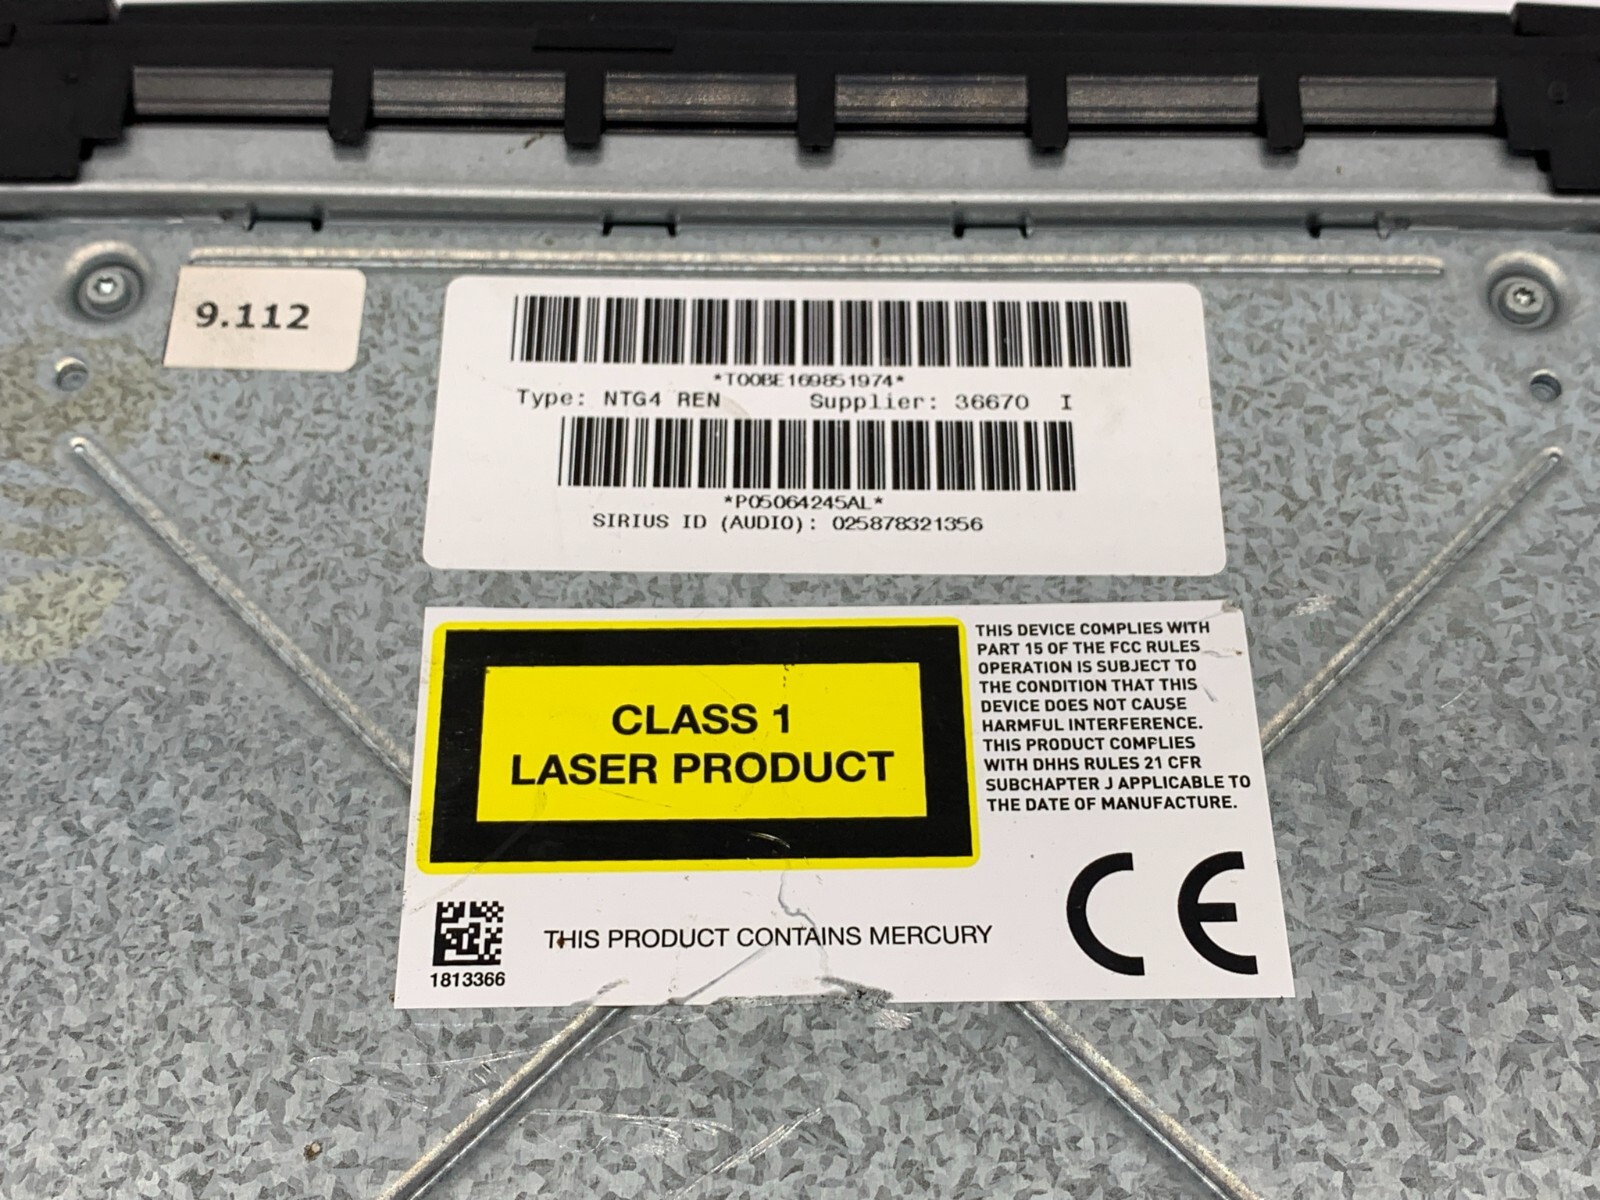 9.112
*T00BE169851974*
Type: NTG4 REN Supplier: 36670 I
*P05064245AL*
SIRIUS ID (AUDIO): 025878321356
CLASS 1
LASER PRODUCT
THIS DEVICE COMPLIES WITH
PART 15 OF THE FCC RULES
OPERATION IS SUBJECT TO
THE CONDITION THAT THIS
DEVICE DOES NOT CAUSE
HARMFUL INTERFERENCE.
THIS PRODUCT COMPLIES
WITH DHHS RULES 21 CFR
SUBCHAPTER J APPLICABLE TO
THE DATE OF MANUFACTURE.
1813366
THIS PRODUCT CONTAINS MERCURY
CE